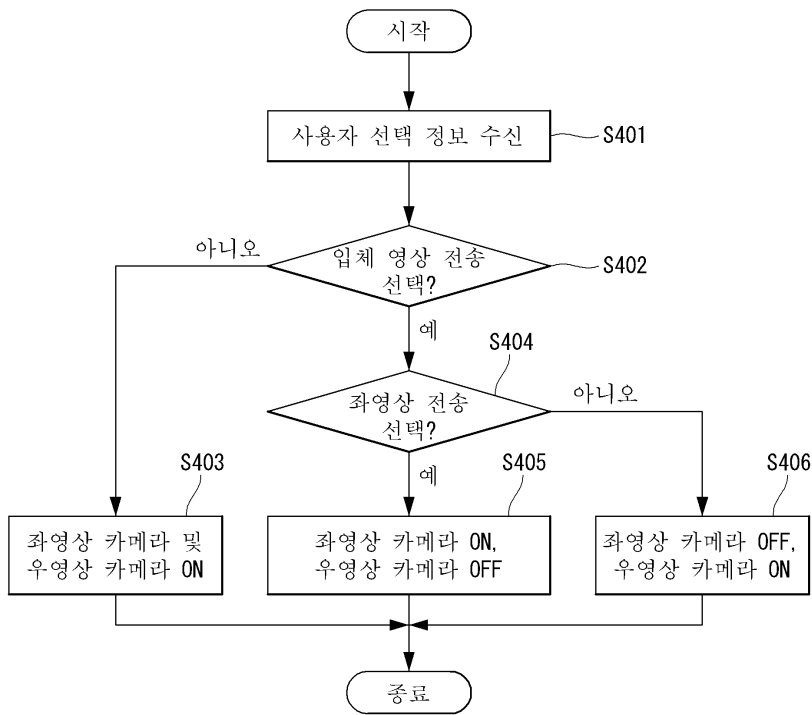 시작
사용자 선택 정보 수신
S401
아니오
입체 영상 전송
선택?
S402
예
S404
좌영상 전송
선택?
아니오
예
S403
S405
S406
좌영상 카메라 및
우영상 카메라 ON
좌영상 카메라 ON,
우영상 카메라 OFF
좌영상 카메라 OFF,
우영상 카메라 ON
종료